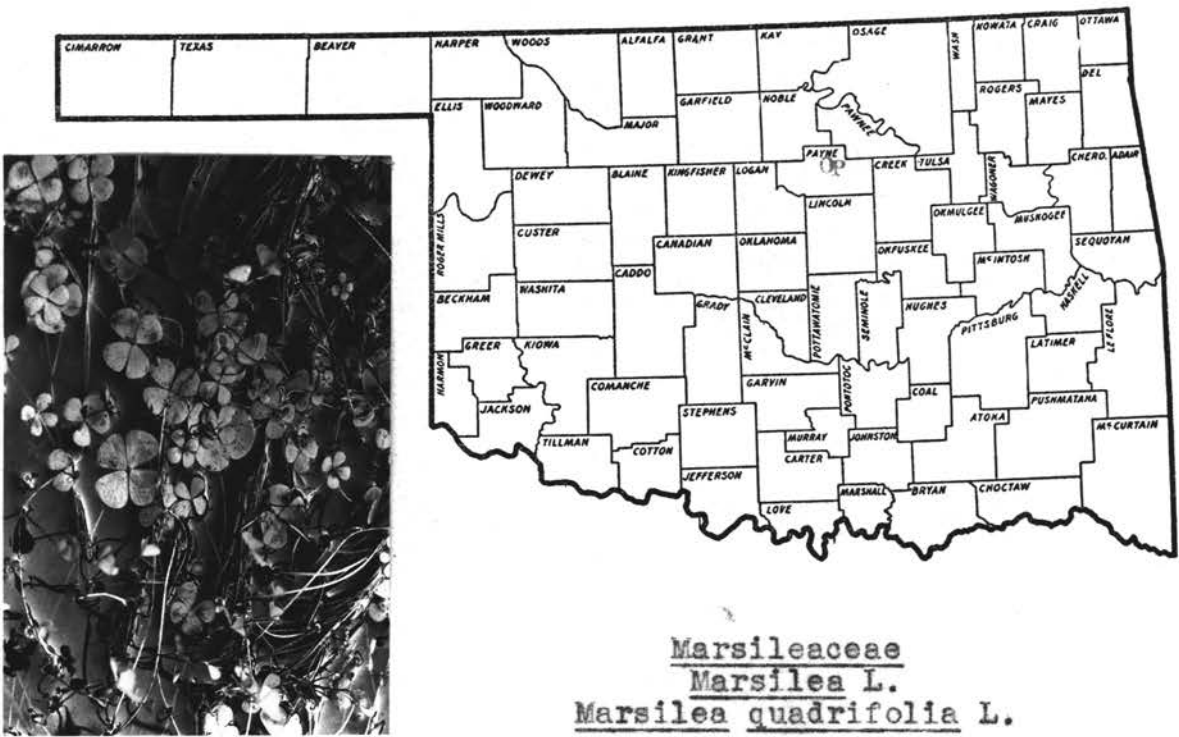 CIMARRON TEXAS BEAVER HARPER WOODS ALFALFA GRANT KAY OSAGE WASH NOWATA CRAIG OTTAWA
ELLIS WOODWARD MAJOR GARFIELD NOBLE PAWNEE ROGERS MAYES DEL
DEWEY BLAINE KINGFISHER LOGAN PAYNE CREEK TULSA WAGONER CHERO. ADAIR
OP
ROGER MILLS CUSTER CANADIAN OKLAHOMA LINCOLN OKFUSKEE OKMULGEE MUSKOGEE SEQUOYAH
BECKHAM WASHITA CADDO GRADY CLEVELAND MCCLAIN POTTAWATOMIE SEMINOLE HUGHES MCINTOSH PITTSBURG HASKELL
HARMON GREER KIOWA COMANCHE GARVIN PONTOTOC COAL LATIMER LE FLORE
JACKSON TILLMAN COTTON STEPHENS MURRAY JOHNSTON ATOKA PUSHMATAHA MCCURTAIN
JEFFERSON CARTER LOVE MARSHALL BRYAN CHOCTAW
Marsileaceae
Marsilea L.
Marsilea quadrifolia L.